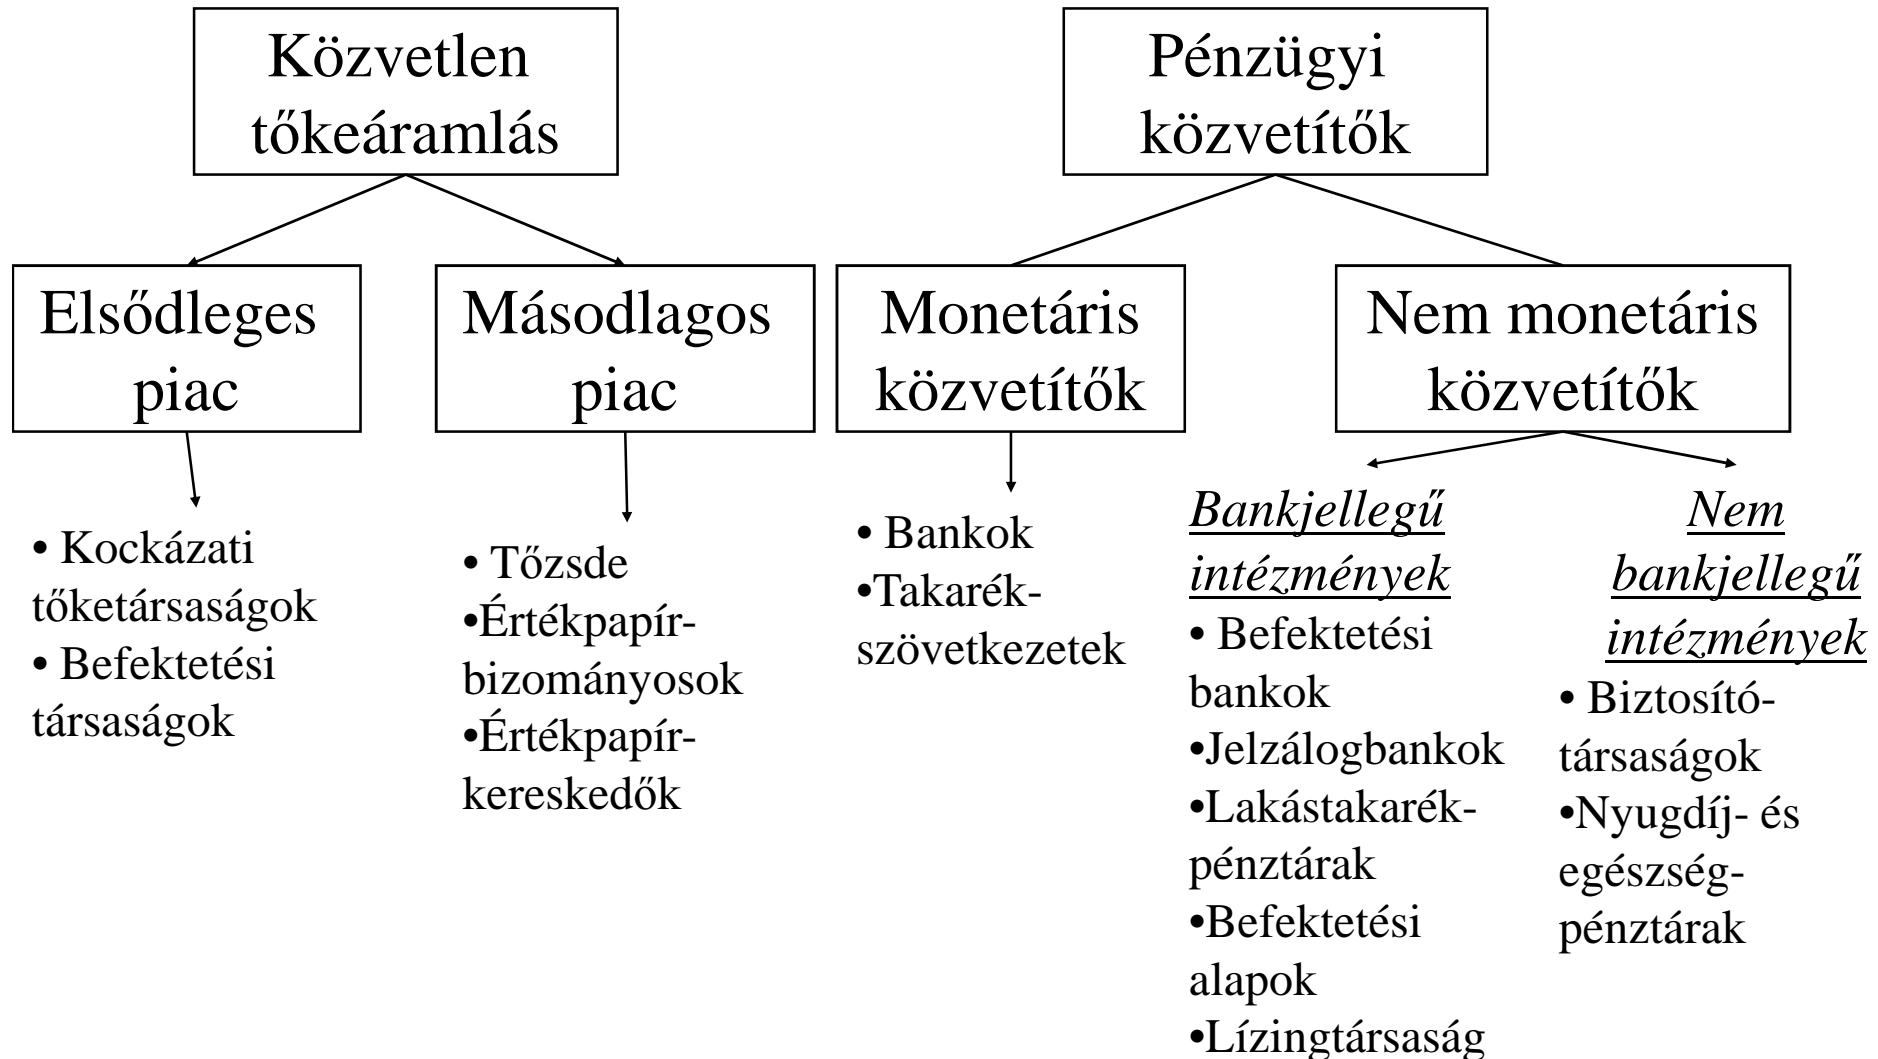 Közvetlen
tőkeáramlás
Pénzügyi
közvetítők
Elsődleges
piac
Másodlagos
piac
Monetáris
közvetítők
Nem monetáris
közvetítők
• Kockázati
tőketársaságok
• Befektetési
társaságok
• Tőzsde
•Értékpapír-
bizományosok
•Értékpapír-
kereskedők
• Bankok
•Takarék-
szövetkezetek
Bankjellegű
intézmények
• Befektetési
bankok
•Jelzálogbankok
•Lakástakarék-
pénztárak
•Befektetési
alapok
•Lízingtársaság
Nem
bankjellegű
intézmények
• Biztosító-
társaságok
•Nyugdíj- és
egészség-
pénztárak